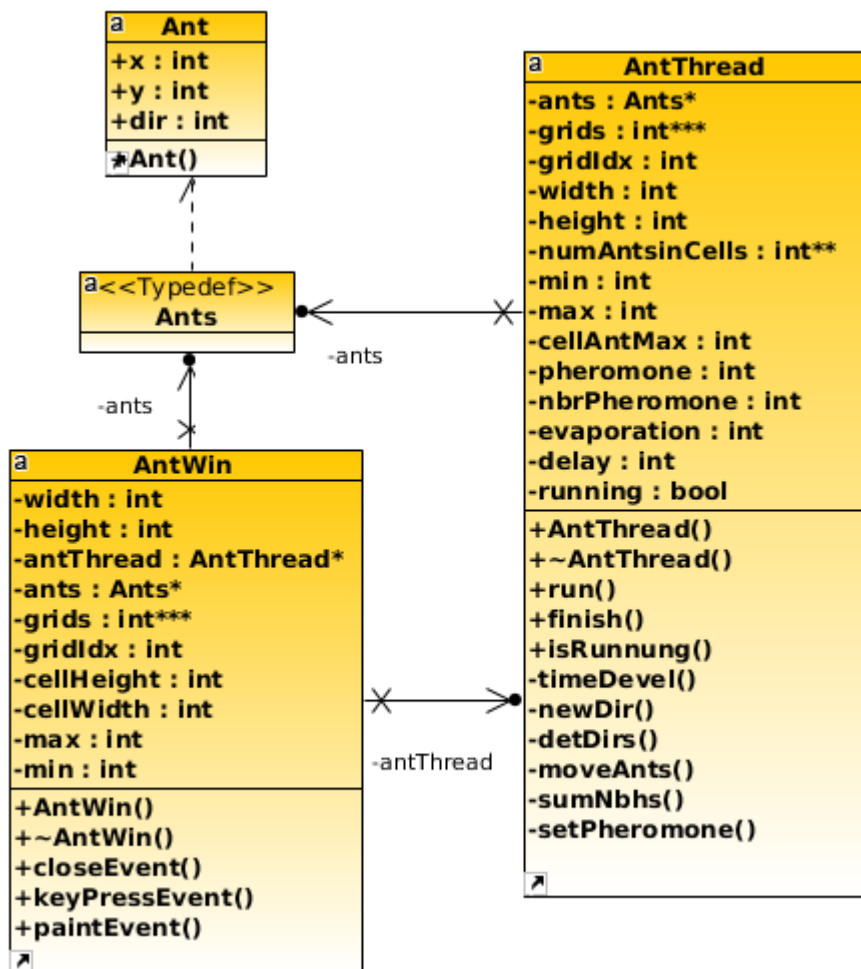 a
Ant
+x : int
+y : int
+dir : int
+Ant()
a<<Typedef>>
Ants
-ants
-ants
a
AntWin
-width : int
-height : int
-antThread : AntThread*
-ants : Ants*
-grids : int***
-gridIdx : int
-cellHeight : int
-cellWidth : int
-max : int
-min : int
+AntWin()
+~AntWin()
+closeEvent()
+keyPressEvent()
+paintEvent()
-antThread
a
AntThread
-ants : Ants*
-grids : int***
-gridIdx : int
-width : int
-height : int
-numAntsinCells : int**
-min : int
-max : int
-cellAntMax : int
-pheromone : int
-nbrPheromone : int
-evaporation : int
-delay : int
-running : bool
+AntThread()
+~AntThread()
+run()
+finish()
+isRunnung()
-timeDevel()
-newDir()
-detDirs()
-moveAnts()
-sumNbhs()
-setPheromone()